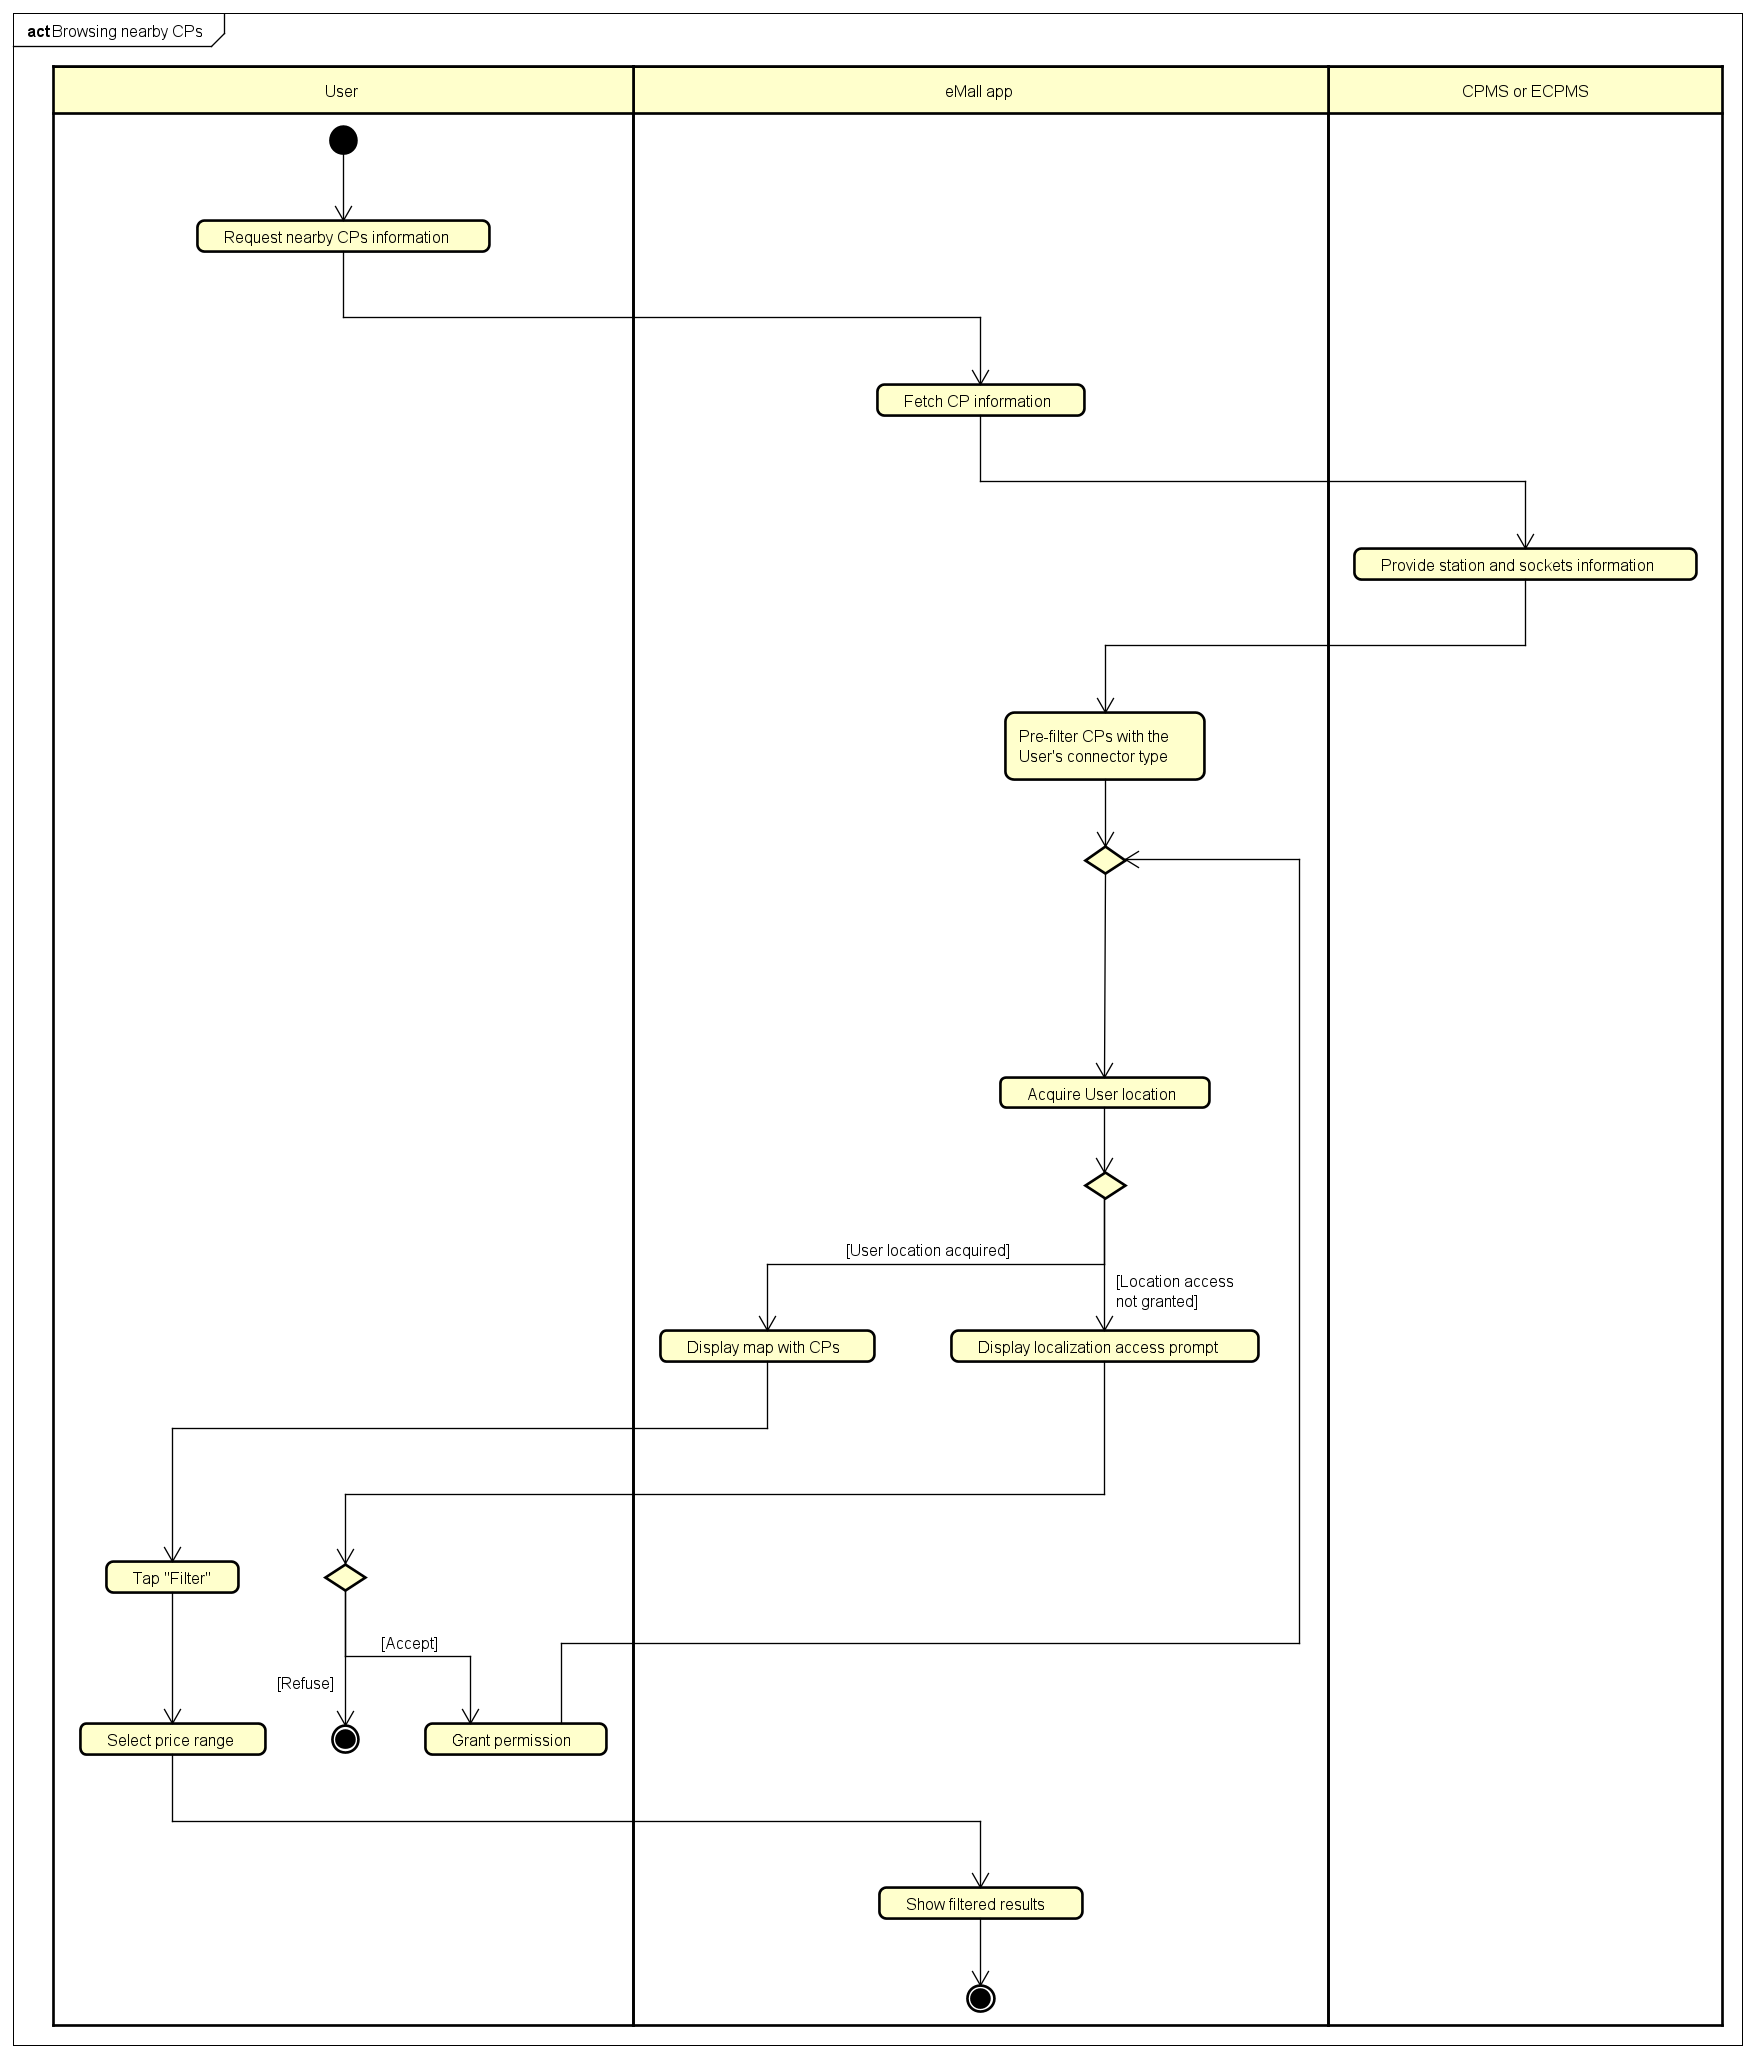 act Browsing nearby CPs
User
eMall app
CPMS or ECPMS
Request nearby CPs information
Fetch CP information
Provide station and sockets information
Pre-filter CPs with the
User's connector type
Acquire User location
[User location acquired]
[Location access
not granted]
Display map with CPs
Display localization access prompt
Tap "Filter"
[Accept]
[Refuse]
Select price range
Grant permission
Show filtered results